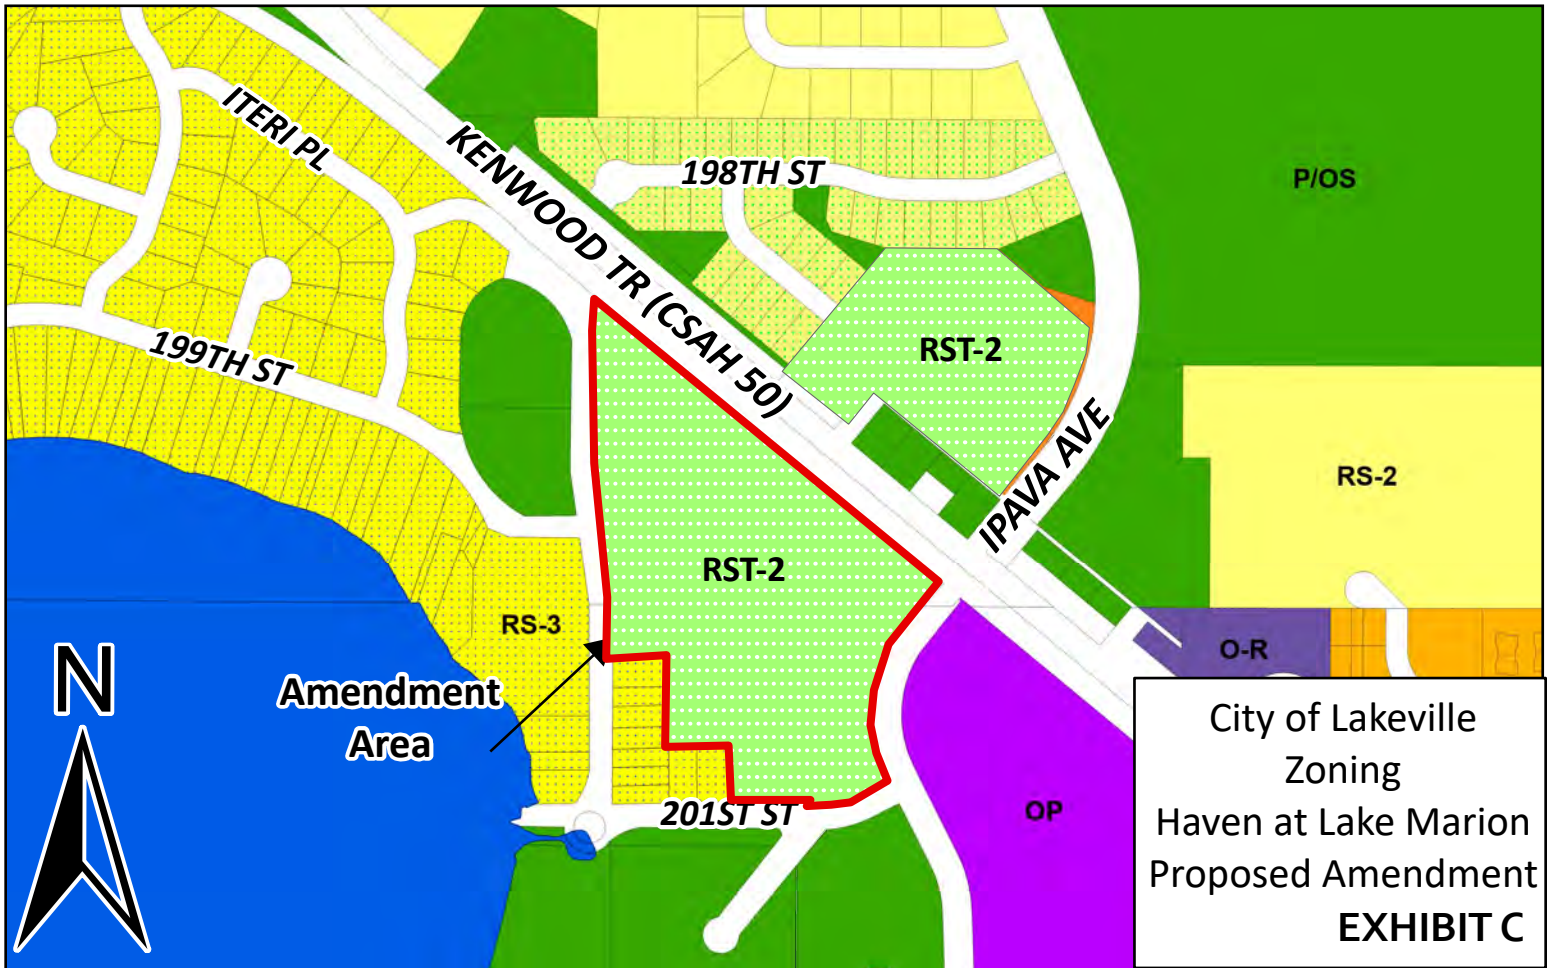 ITERI PL
KENWOOD TR (CSAH 50)
198TH ST
P/OS
199TH ST
RST-2
IPAVA AVE
RS-2
RST-2
RS-3
O-R
N
Amendment
Area
201ST ST
OP
City of Lakeville
Zoning
Haven at Lake Marion
Proposed Amendment
EXHIBIT C